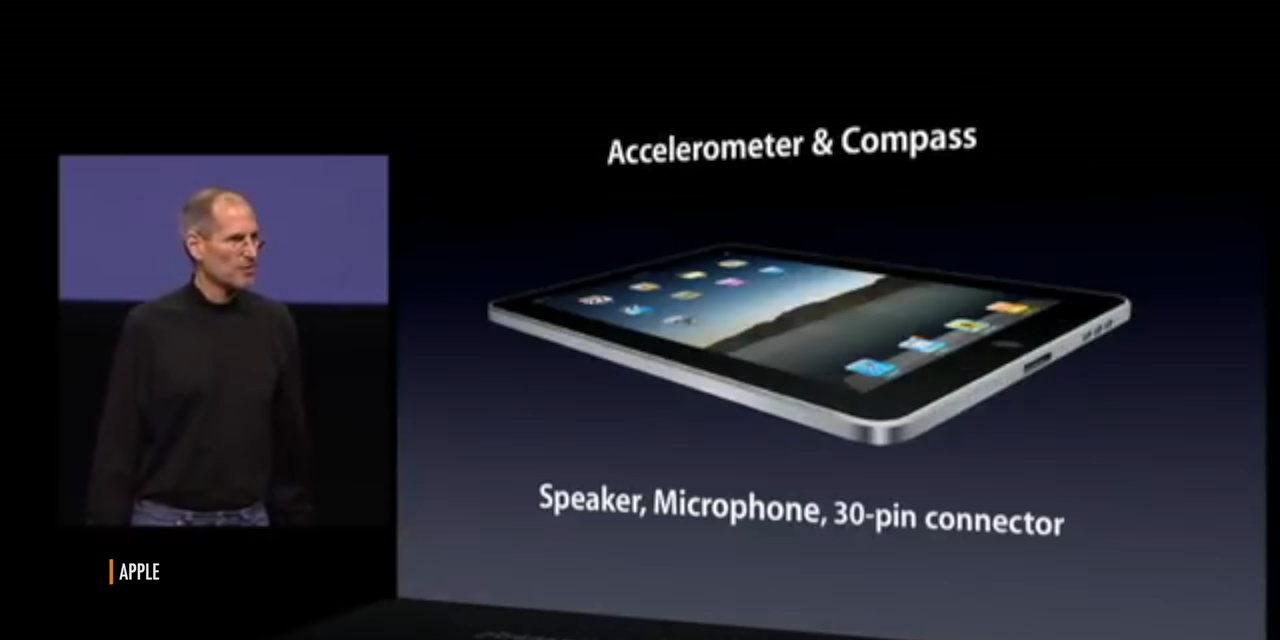 Accelerometer & Compass
Speaker, Microphone, 30-pin connector
APPLE